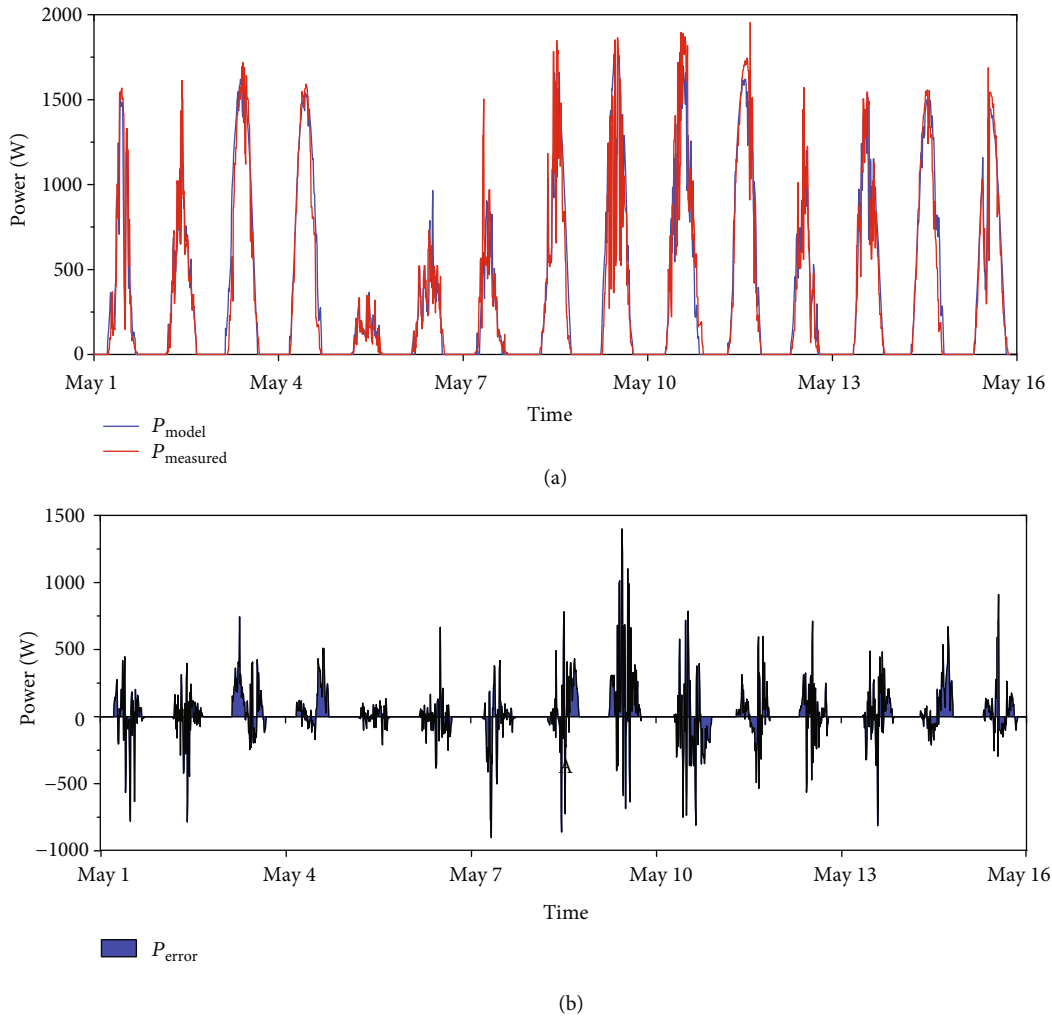 2000
1500
1000
500
0
Power (W)
May 1 May 4 May 7 May 10 May 13 May 16
Time
P_model
P_measured
(a)
1500
1000
500
0
−500
−1000
Power (W)
A
May 1 May 4 May 7 May 10 May 13 May 16
Time
P_error
(b)